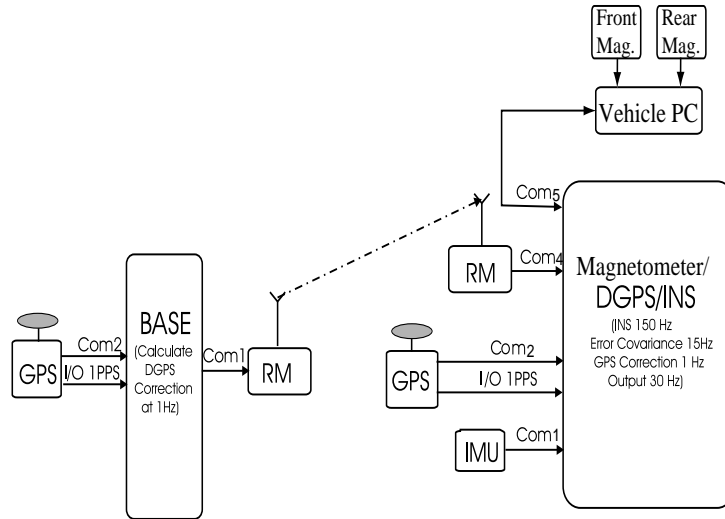 Front
Mag.
Rear
Mag.
Vehicle PC
Com5
RM
Com4
Magnetometer/
DGPS/INS
(INS 150 Hz
Error Covariance 15Hz
GPS Correction 1 Hz
Output 30 Hz)
BASE
(Calculate
DGPS
Correction
at 1Hz)
GPS
Com2
I/O 1PPS
Com1
RM
GPS
Com2
I/O 1PPS
IMU
Com1